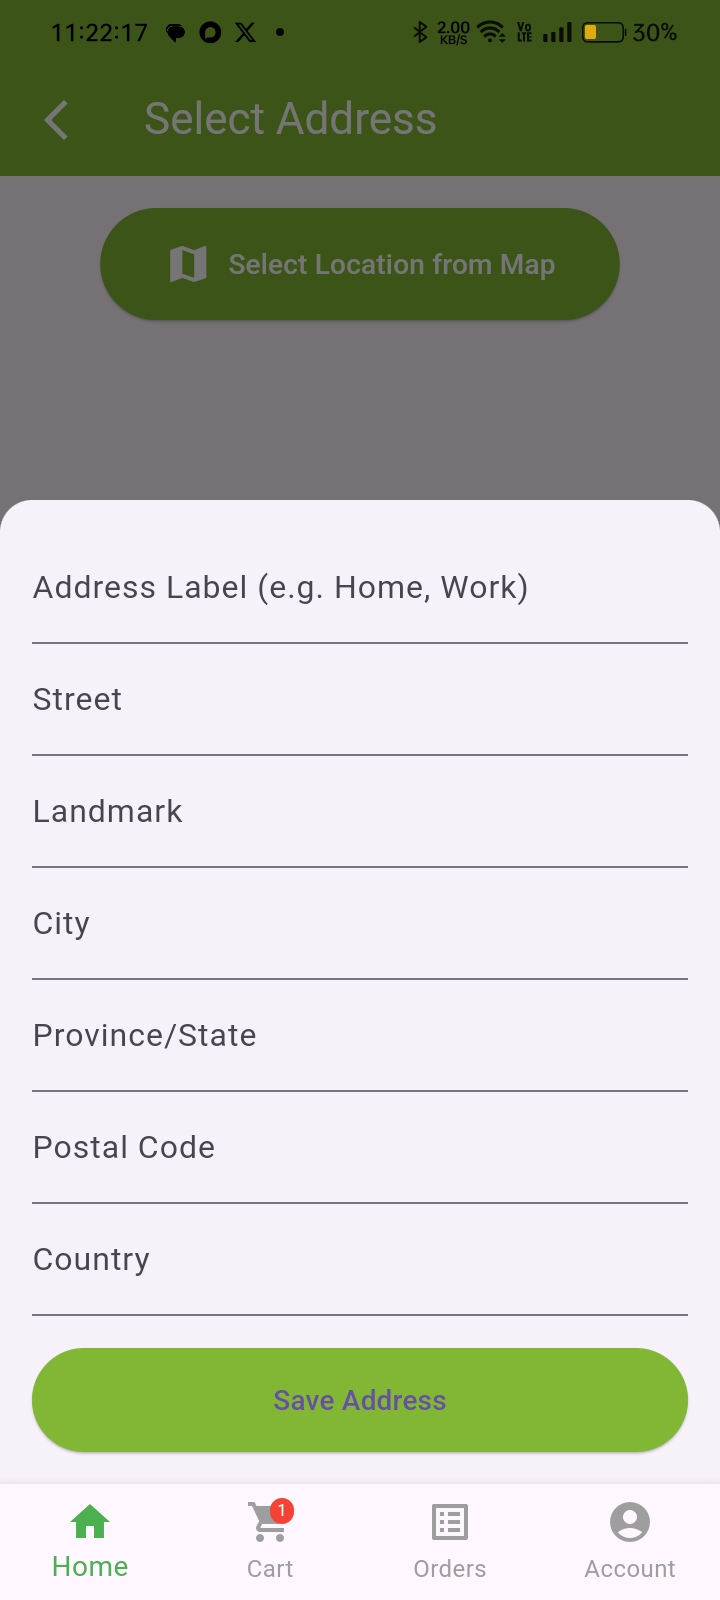 11:22:17 2.00 KB/S Vo LTE 30%
Select Address
Select Location from Map
Address Label (e.g. Home, Work)
Street
Landmark
City
Province/State
Postal Code
Country
Save Address
1
Home Cart Orders Account